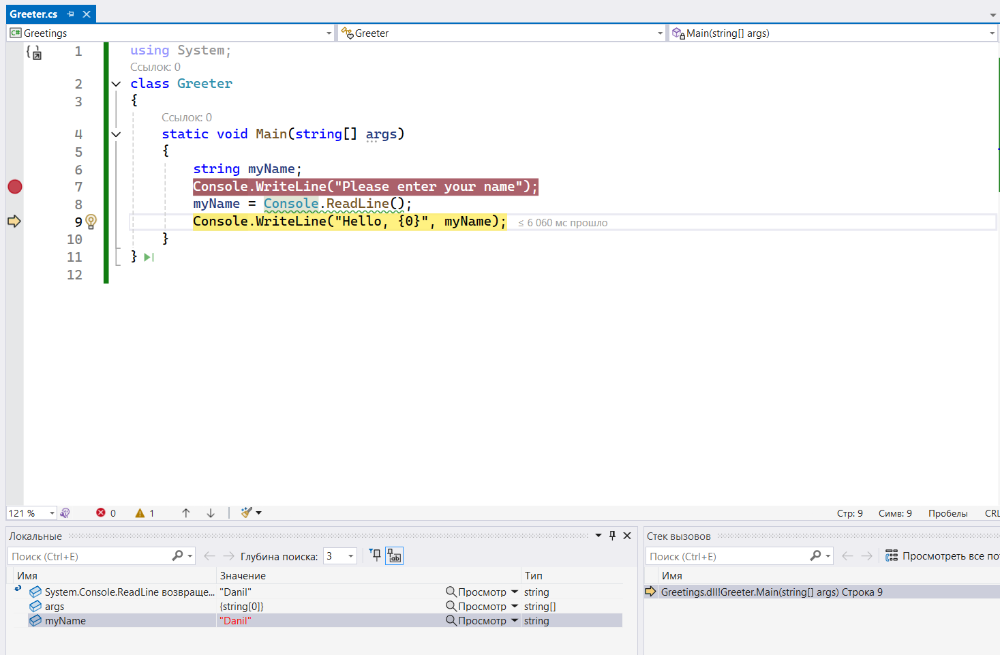 Greeter.cs
Greetings Greeter Main(string[] args)
1 using System;
Ссылок: 0
2 class Greeter
3 {
Ссылок: 0
4 static void Main(string[] args)
5 {
6 string myName;
7 Console.WriteLine("Please enter your name");
8 myName = Console.ReadLine();
9 Console.WriteLine("Hello, {0}", myName); ≤ 6 060 мс прошло
10 }
11 }
12
121 % 0 1 Стр: 9 Симв: 9 Пробелы CRL
Локальные
Поиск (Ctrl+E) Глубина поиска: 3
Имя Значение Тип
System.Console.ReadLine возвраще... "Danil" Просмотр string
args {string[0]} Просмотр string[]
myName "Danil" Просмотр string
Стек вызовов
Поиск (Ctrl+E) Просмотреть все
Имя
Greetings.dll!Greeter.Main(string[] args) Строка 9